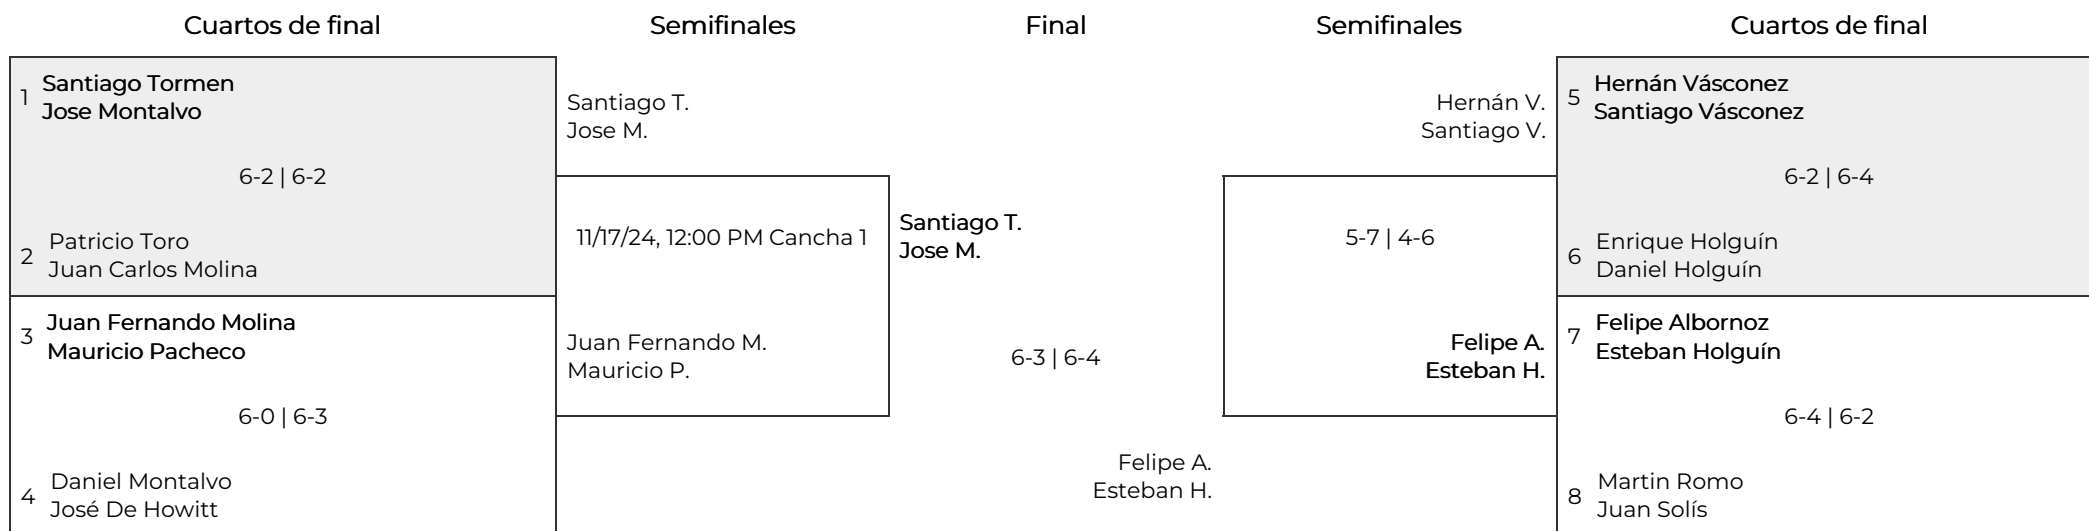 Cuartos de final
Semifinales
Final
Semifinales
Cuartos de final
1
Santiago Tormen
Jose Montalvo
6-2 | 6-2
2
Patricio Toro
Juan Carlos Molina
3
Juan Fernando Molina
Mauricio Pacheco
6-0 | 6-3
4
Daniel Montalvo
José De Howitt
Santiago T.
Jose M.
11/17/24, 12:00 PM Cancha 1
Juan Fernando M.
Mauricio P.
Santiago T.
Jose M.
6-3 | 6-4
Felipe A.
Esteban H.
Hernán V.
Santiago V.
5-7 | 4-6
Felipe A.
Esteban H.
5
Hernán Vásconez
Santiago Vásconez
6-2 | 6-4
6
Enrique Holguín
Daniel Holguín
7
Felipe Albornoz
Esteban Holguín
6-4 | 6-2
8
Martin Romo
Juan Solís